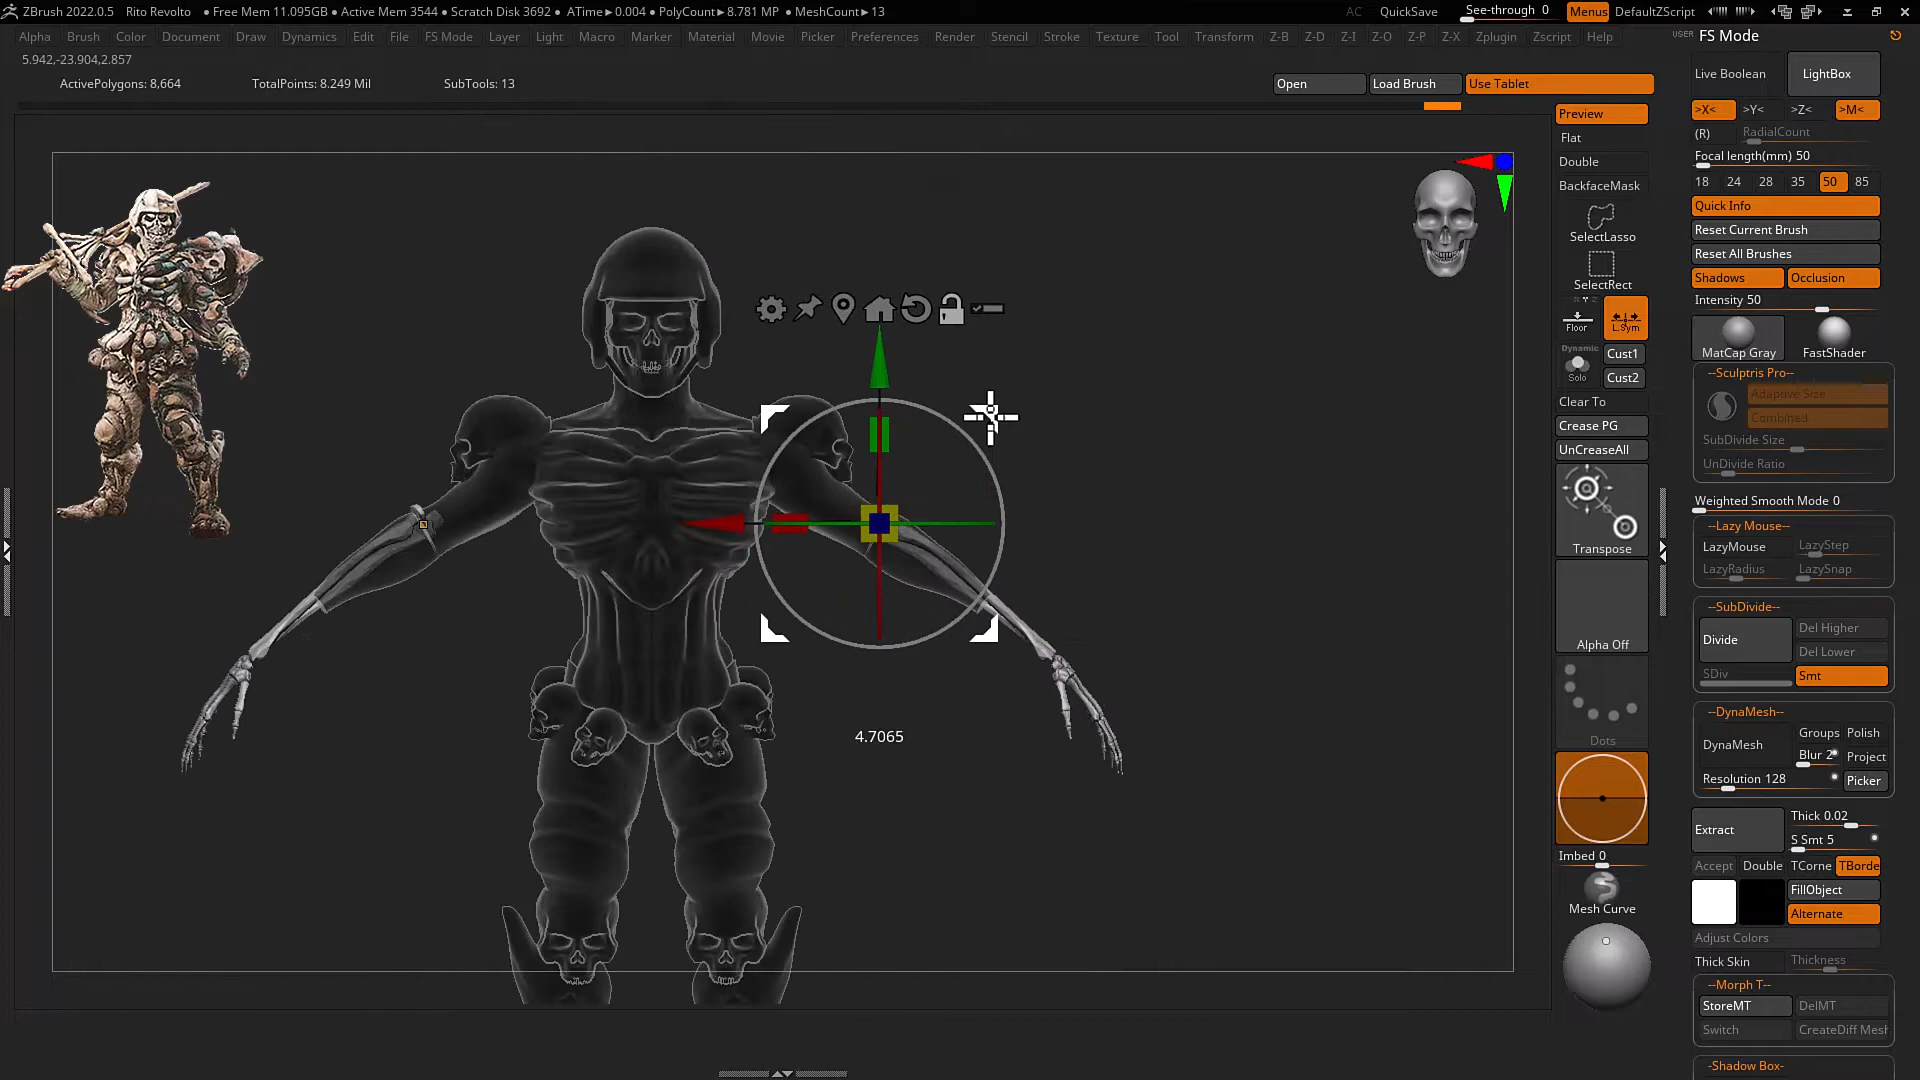 ZBrush 2022.0.5 Rito Revolto ● Free Mem 11.095GB ● Active Mem 3544 ● Scratch Disk 3692 ● ATime►0.004 ● PolyCount►8.781 MP ● MeshCount►13 AC QuickSave See-through 0 Menus DefaultZScript
Alpha Brush Color Document Draw Dynamics Edit File FS Mode Layer Light Macro Marker Material Movie Picker Preferences Render Stencil Stroke Texture Tool Transform Z-B Z-D Z-I Z-O Z-P Z-X Zplugin Zscript Help
5.942,-23.904,2.857
ActivePolygons: 8,664 TotalPoints: 8.249 Mil SubTools: 13
Open Load Brush Use Tablet
4.7065
Preview
Flat
Double
BackfaceMask
SelectLasso
SelectRect
Floor L.Sym
Dynamic
Solo
Cust1
Cust2
Clear To
Crease PG
UnCreaseAll
Transpose
Alpha Off
Dots
Imbed 0
Mesh Curve
USER FS Mode
Live Boolean LightBox
>X< >Y< >Z< >M<
(R) RadialCount
Focal length(mm) 50
18 24 28 35 50 85
Quick Info
Reset Current Brush
Reset All Brushes
Shadows Occlusion
Intensity 50
MatCap Gray FastShader
--Sculptris Pro--
Adaptive Size
Combined
SubDivide Size
UnDivide Ratio
Weighted Smooth Mode 0
--Lazy Mouse--
LazyMouse LazyStep
LazyRadius LazySnap
--SubDivide--
Divide Del Higher
Del Lower
SDiv Smt
--DynaMesh--
DynaMesh Groups Polish
Blur 2 Project
Resolution 128 Picker
Extract Thick 0.02
S Smt 5
Accept Double TCorne TBorde
FillObject
Alternate
Adjust Colors
Thick Skin Thickness
--Morph T--
StoreMT DelMT
Switch CreateDiff Mesh
-Shadow Box-